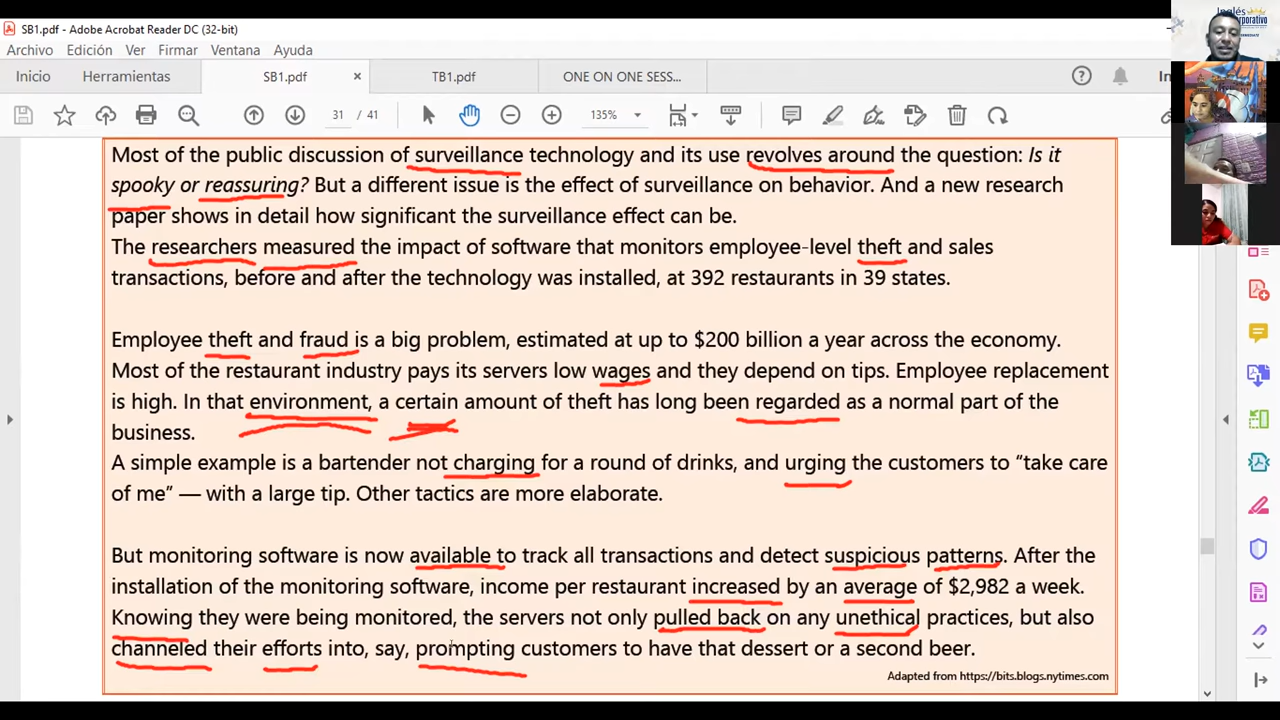 SB1.pdf - Adobe Acrobat Reader DC (32-bit)
Archivo Edición Ver Firmar Ventana Ayuda
Inicio Herramientas SB1.pdf × TB1.pdf ONE ON ONE SESS...
31 / 41 135%
Most of the public discussion of surveillance technology and its use revolves around the question: Is it
spooky or reassuring? But a different issue is the effect of surveillance on behavior. And a new research
paper shows in detail how significant the surveillance effect can be.
The researchers measured the impact of software that monitors employee-level theft and sales
transactions, before and after the technology was installed, at 392 restaurants in 39 states.
Employee theft and fraud is a big problem, estimated at up to $200 billion a year across the economy.
Most of the restaurant industry pays its servers low wages and they depend on tips. Employee replacement
is high. In that environment, a certain amount of theft has long been regarded as a normal part of the
business.
A simple example is a bartender not charging for a round of drinks, and urging the customers to “take care
of me” — with a large tip. Other tactics are more elaborate.
But monitoring software is now available to track all transactions and detect suspicious patterns. After the
installation of the monitoring software, income per restaurant increased by an average of $2,982 a week.
Knowing they were being monitored, the servers not only pulled back on any unethical practices, but also
channeled their efforts into, say, prompting customers to have that dessert or a second beer.
Adapted from https://bits.blogs.nytimes.com
Inglés